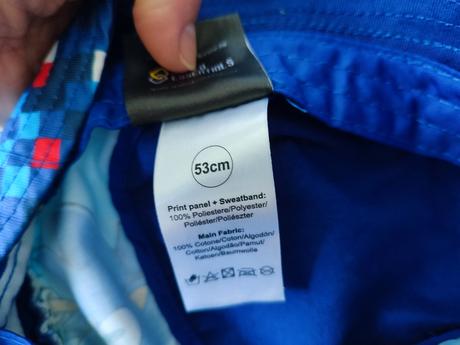 ESSENTIALS
53cm
Print panel + Sweatband:
100% Poliestere/Polyester/
Poliéster/Poliészter
Main Fabric:
100% Cotone/Coton/Algodón/
Cotton/Algodão/Pamut/
Katoen/Baumwolle